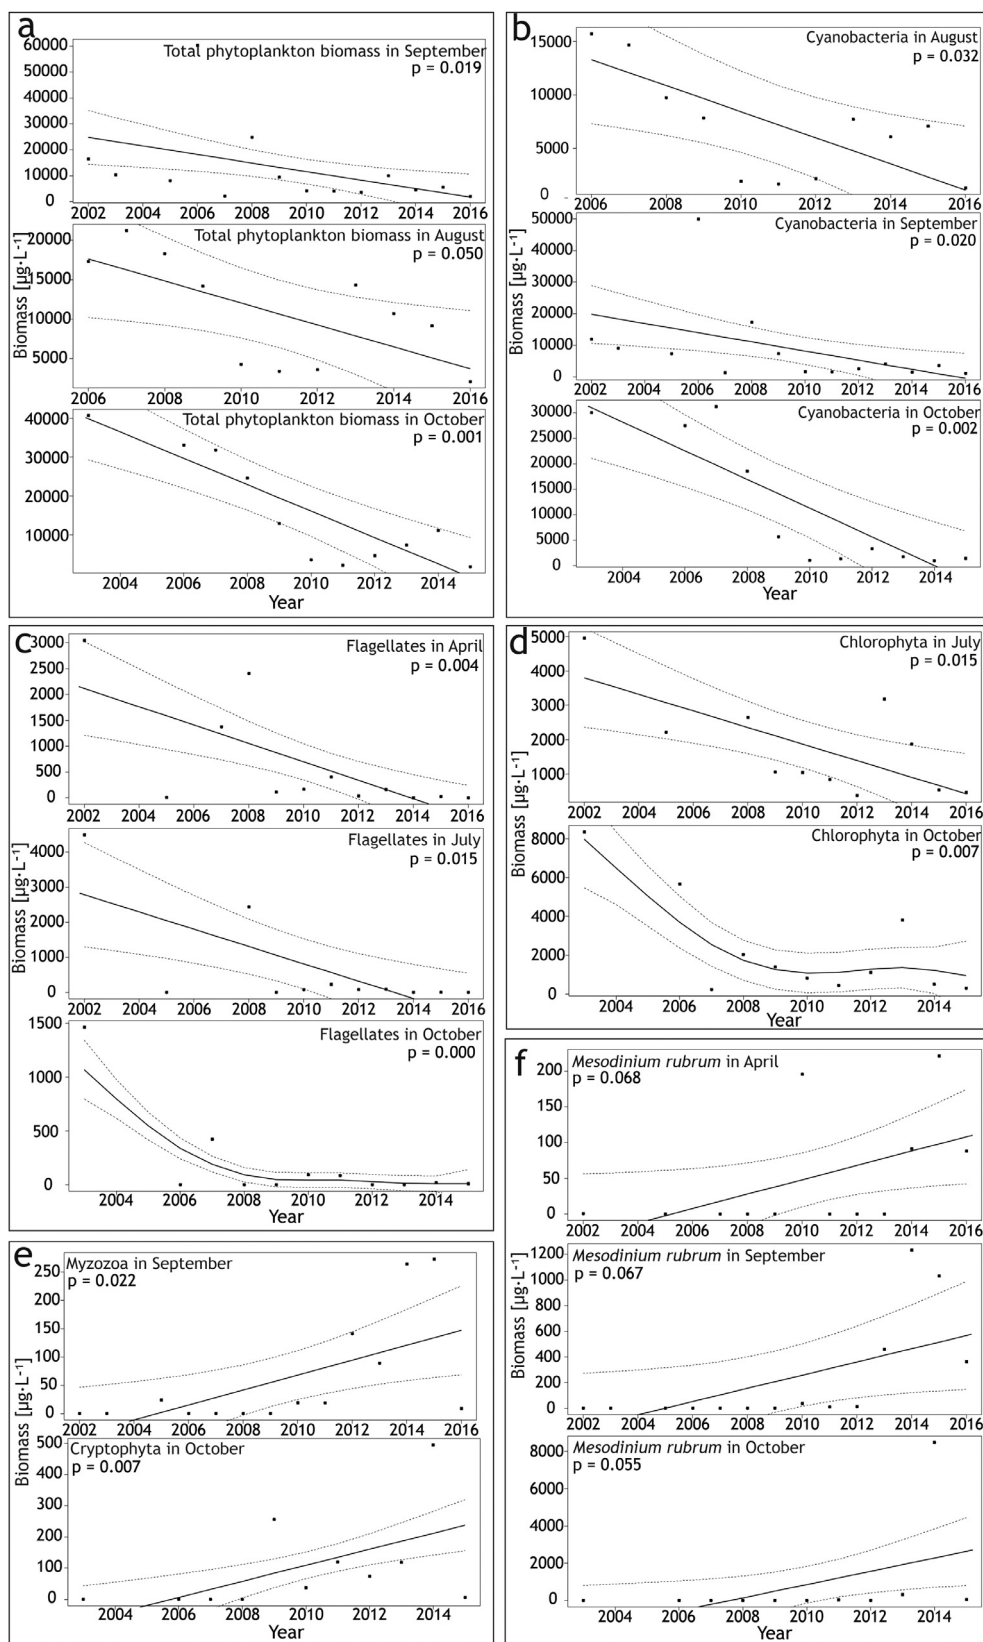 a
Total phytoplankton biomass in September
p = 0.019
60000
50000
40000
30000
20000
10000
0
2002 2004 2006 2008 2010 2012 2014 2016
Total phytoplankton biomass in August
p = 0.050
20000
15000
10000
5000
2006 2008 2010 2012 2014 2016
Total phytoplankton biomass in October
p = 0.001
40000
30000
20000
10000
2004 2006 2008 2010 2012 2014
Year
Biomass [µg·L⁻¹]
b
Cyanobacteria in August
p = 0.032
15000
10000
5000
0
2006 2008 2010 2012 2014 2016
Cyanobacteria in September
p = 0.020
50000
40000
30000
20000
10000
0
2002 2004 2006 2008 2010 2012 2014 2016
Cyanobacteria in October
p = 0.002
30000
25000
20000
15000
10000
5000
0
2004 2006 2008 2010 2012 2014
Year
c
Flagellates in April
p = 0.004
3000
2500
2000
1500
1000
500
0
2002 2004 2006 2008 2010 2012 2014 2016
Flagellates in July
p = 0.015
4000
3000
2000
1000
0
2002 2004 2006 2008 2010 2012 2014 2016
Flagellates in October
p = 0.000
1500
1000
500
0
2004 2006 2008 2010 2012 2014
Year
Biomass [µg·L⁻¹]
d
Chlorophyta in July
p = 0.015
5000
4000
3000
2000
1000
2002 2004 2006 2008 2010 2012 2014 2016
Chlorophyta in October
p = 0.007
8000
6000
4000
2000
0
2004 2006 2008 2010 2012 2014
Year
Biomass [µg·L⁻¹]
e
Myzozoa in September
p = 0.022
250
200
150
100
50
0
2002 2004 2006 2008 2010 2012 2014 2016
Cryptophyta in October
p = 0.007
500
400
300
200
100
0
2004 2006 2008 2010 2012 2014
Year
Biomass [µg·L⁻¹]
f
Mesodinium rubrum in April
p = 0.068
200
150
100
50
0
2002 2004 2006 2008 2010 2012 2014 2016
Mesodinium rubrum in September
p = 0.067
1200
1000
800
600
400
200
0
2002 2004 2006 2008 2010 2012 2014 2016
Mesodinium rubrum in October
p = 0.055
8000
6000
4000
2000
0
2004 2006 2008 2010 2012 2014
Year
Biomass [µg·L⁻¹]